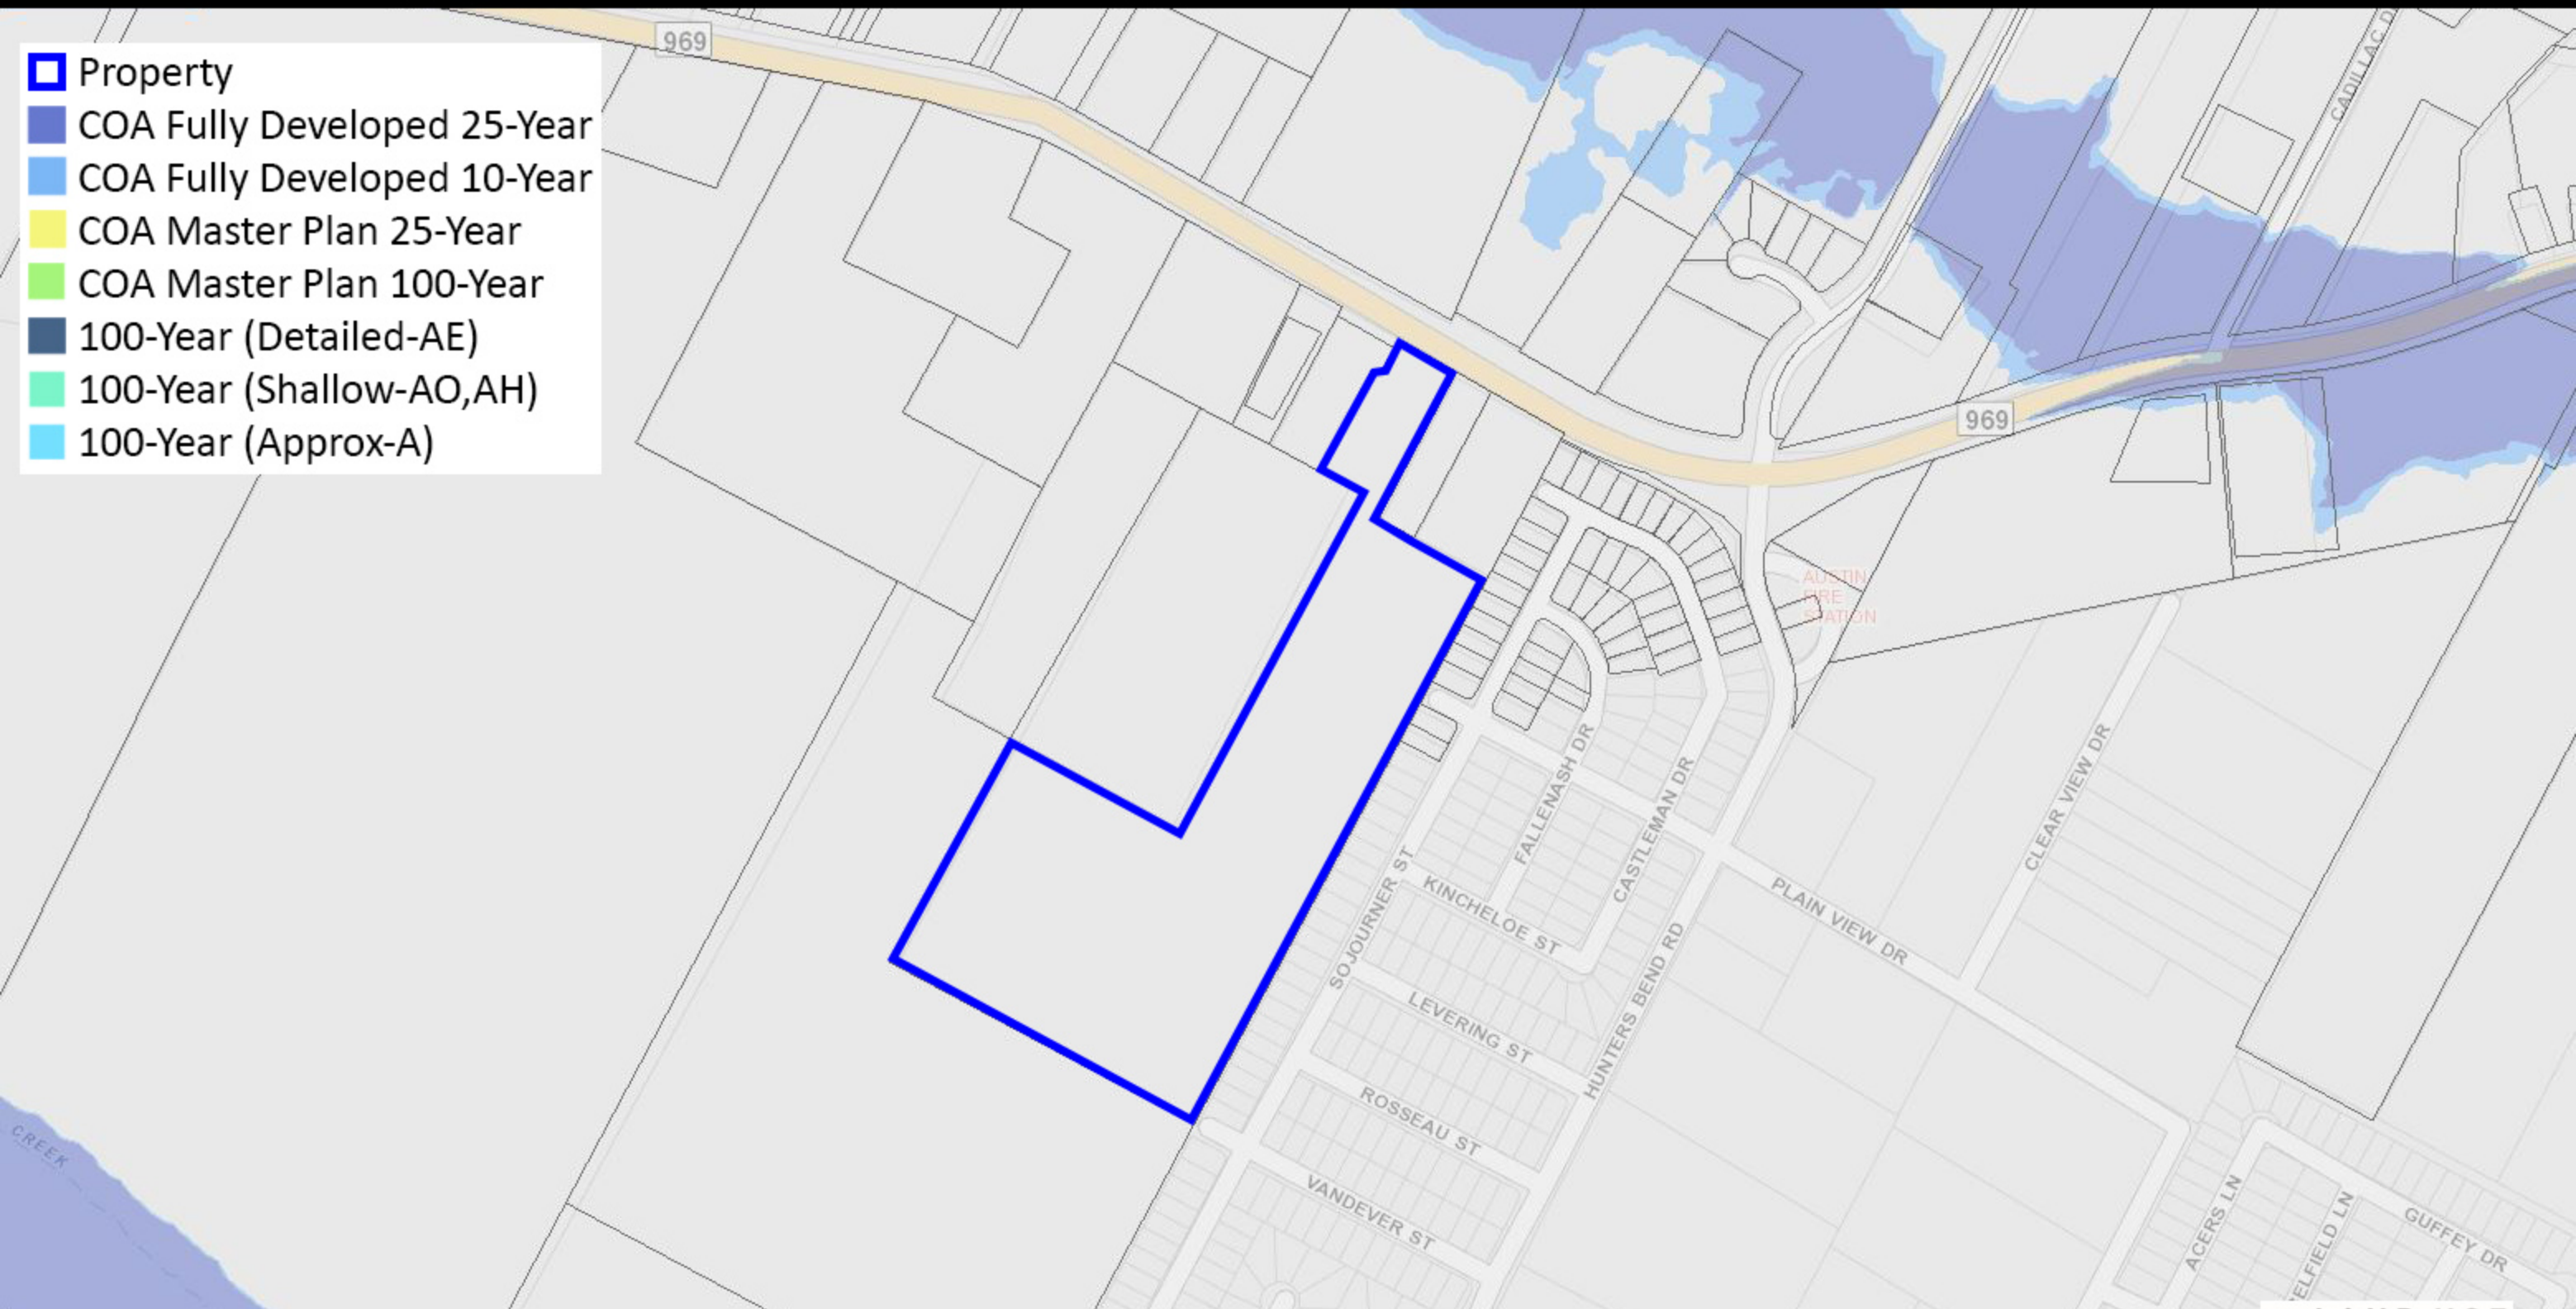 969
Property
COA Fully Developed 25-Year
COA Fully Developed 10-Year
COA Master Plan 25-Year
COA Master Plan 100-Year
100-Year (Detailed-AE)
100-Year (Shallow-AO,AH)
100-Year (Approx-A)
CADILLAC D
969
AUSTIN
FIRE
STATION
FALLENASH DR
CASTLEMAN DR
CLEAR VIEW DR
SOJOURNER ST
KINCHELOE ST
PLAIN VIEW DR
HUNTERS BEND RD
LEVERING ST
ROSSEAU ST
VANDEVER ST
CREEK
ACERS LN
ELFIELD LN
GUFFEY DR